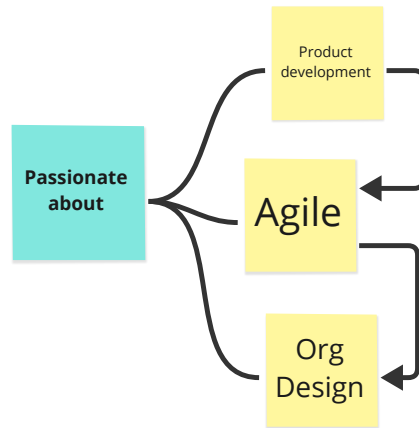 Passionate
about
Product
development
Agile
Org
Design